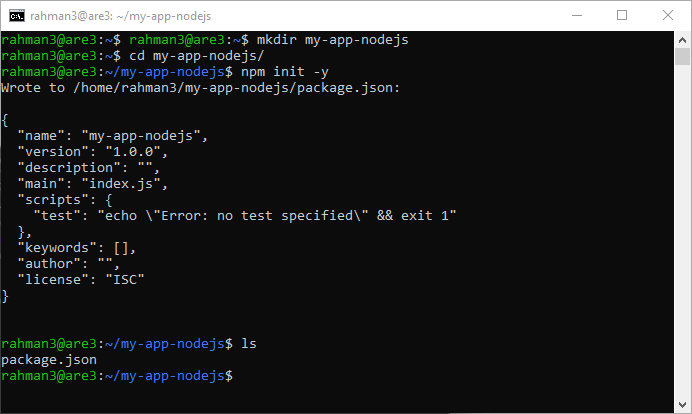 rahman3@are3: ~/my-app-nodejs
rahman3@are3:~$ rahman3@are3:~$ mkdir my-app-nodejs
rahman3@are3:~$ cd my-app-nodejs/
rahman3@are3:~/my-app-nodejs$ npm init -y
Wrote to /home/rahman3/my-app-nodejs/package.json:

{
  "name": "my-app-nodejs",
  "version": "1.0.0",
  "description": "",
  "main": "index.js",
  "scripts": {
    "test": "echo \"Error: no test specified\" && exit 1"
  },
  "keywords": [],
  "author": "",
  "license": "ISC"
}

rahman3@are3:~/my-app-nodejs$ ls
package.json
rahman3@are3:~/my-app-nodejs$